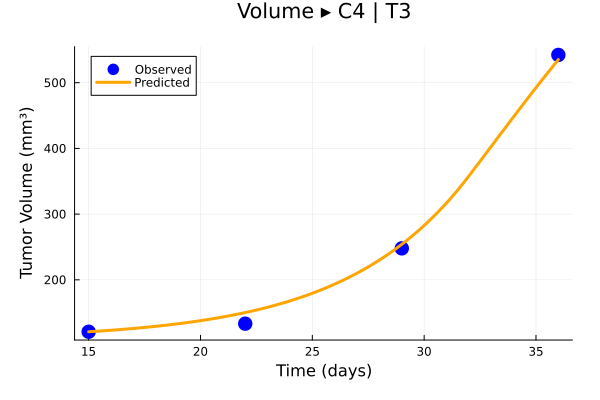 Volume ▸ C4 | T3
Observed
Predicted
Tumor Volume (mm³)
500
400
300
200
15 20 25 30 35
Time (days)